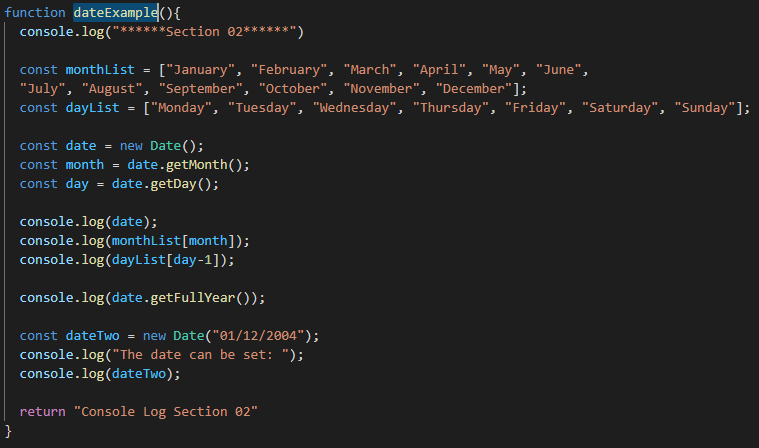 function dateExample(){
console.log("******Section 02******")
const monthList = ["January", "February", "March", "April", "May", "June",
"July", "August", "September", "October", "November", "December"];
const dayList = ["Monday", "Tuesday", "Wednesday", "Thursday", "Friday", "Saturday", "Sunday"];
const date = new Date();
const month = date.getMonth();
const day = date.getDay();
console.log(date);
console.log(monthList[month]);
console.log(dayList[day-1]);
console.log(date.getFullYear());
const dateTwo = new Date("01/12/2004");
console.log("The date can be set: ");
console.log(dateTwo);
return "Console Log Section 02"
}